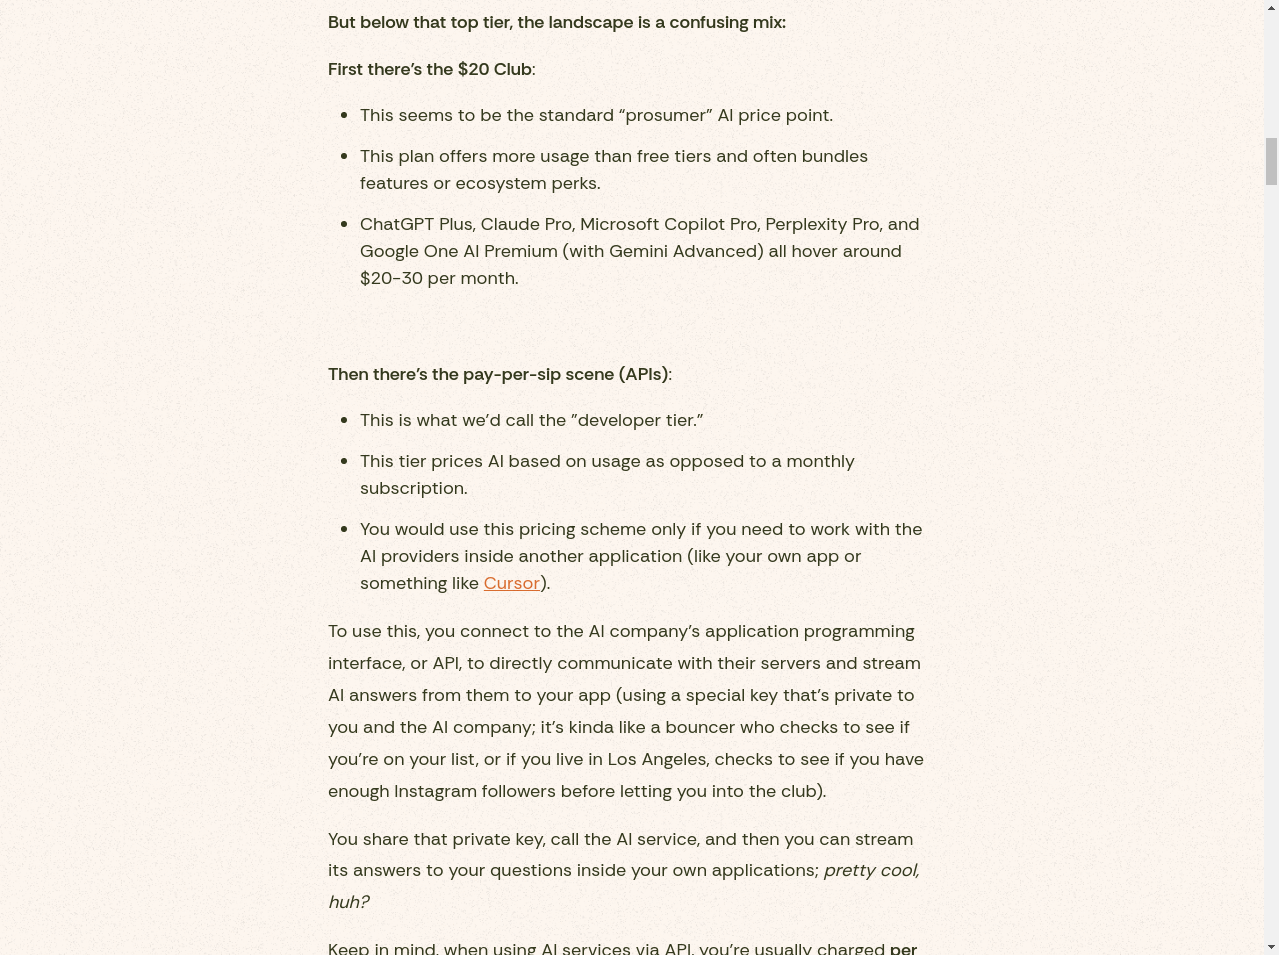 But below that top tier, the landscape is a confusing mix:
First there’s the $20 Club:
• This seems to be the standard “prosumer” AI price point.
• This plan offers more usage than free tiers and often bundles
features or ecosystem perks.
• ChatGPT Plus, Claude Pro, Microsoft Copilot Pro, Perplexity Pro, and
Google One AI Premium (with Gemini Advanced) all hover around
$20-30 per month.
Then there’s the pay-per-sip scene (APIs):
• This is what we’d call the "developer tier.”
• This tier prices AI based on usage as opposed to a monthly
subscription.
• You would use this pricing scheme only if you need to work with the
AI providers inside another application (like your own app or
something like Cursor).
To use this, you connect to the AI company’s application programming
interface, or API, to directly communicate with their servers and stream
AI answers from them to your app (using a special key that’s private to
you and the AI company; it’s kinda like a bouncer who checks to see if
you’re on your list, or if you live in Los Angeles, checks to see if you have
enough Instagram followers before letting you into the club).
You share that private key, call the AI service, and then you can stream
its answers to your questions inside your own applications; pretty cool,
huh?
Keep in mind, when using AI services via API, you’re usually charged per